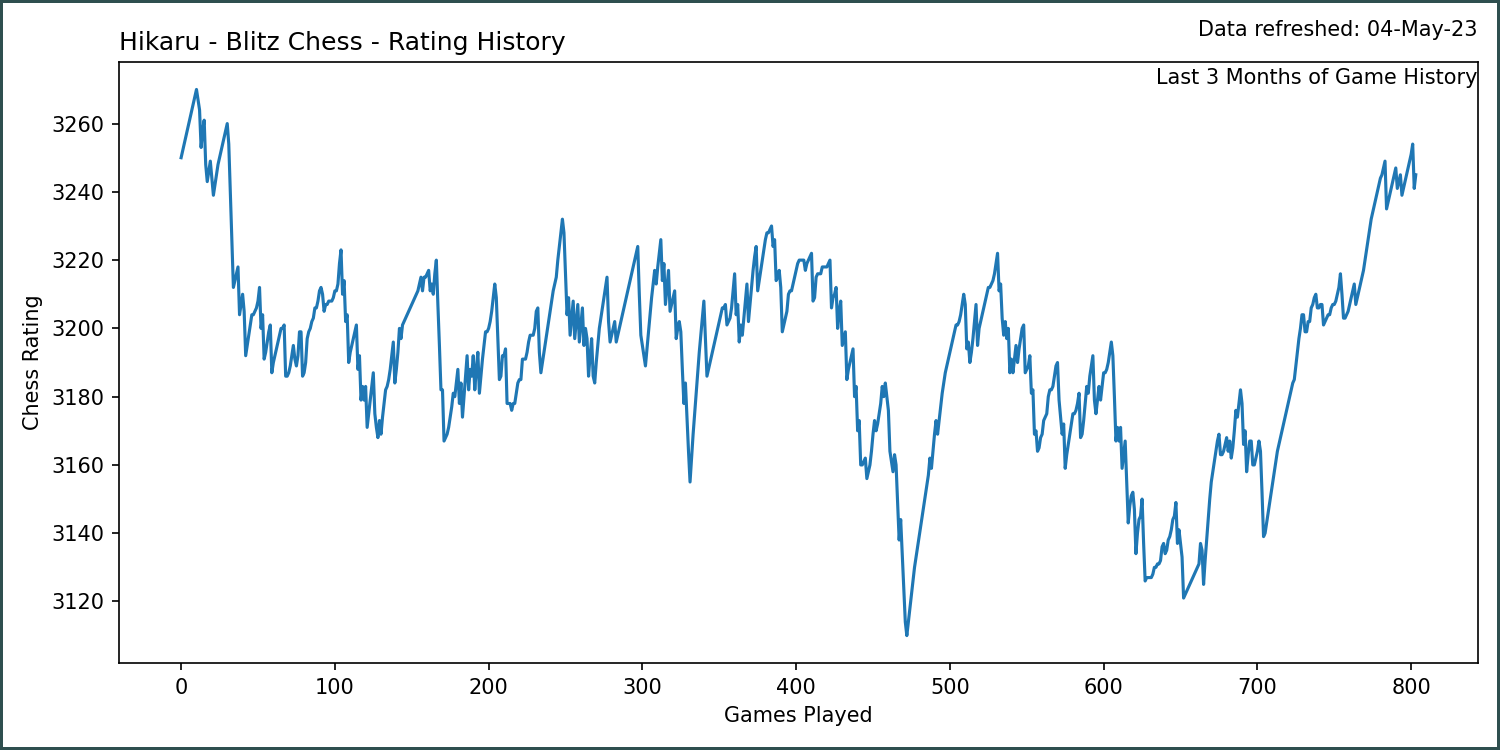 Data refreshed: 04-May-23
Hikaru - Blitz Chess - Rating History
Last 3 Months of Game History
3260
3240
3220
3200
3180
3160
3140
3120
Chess Rating
0 100 200 300 400 500 600 700 800
Games Played